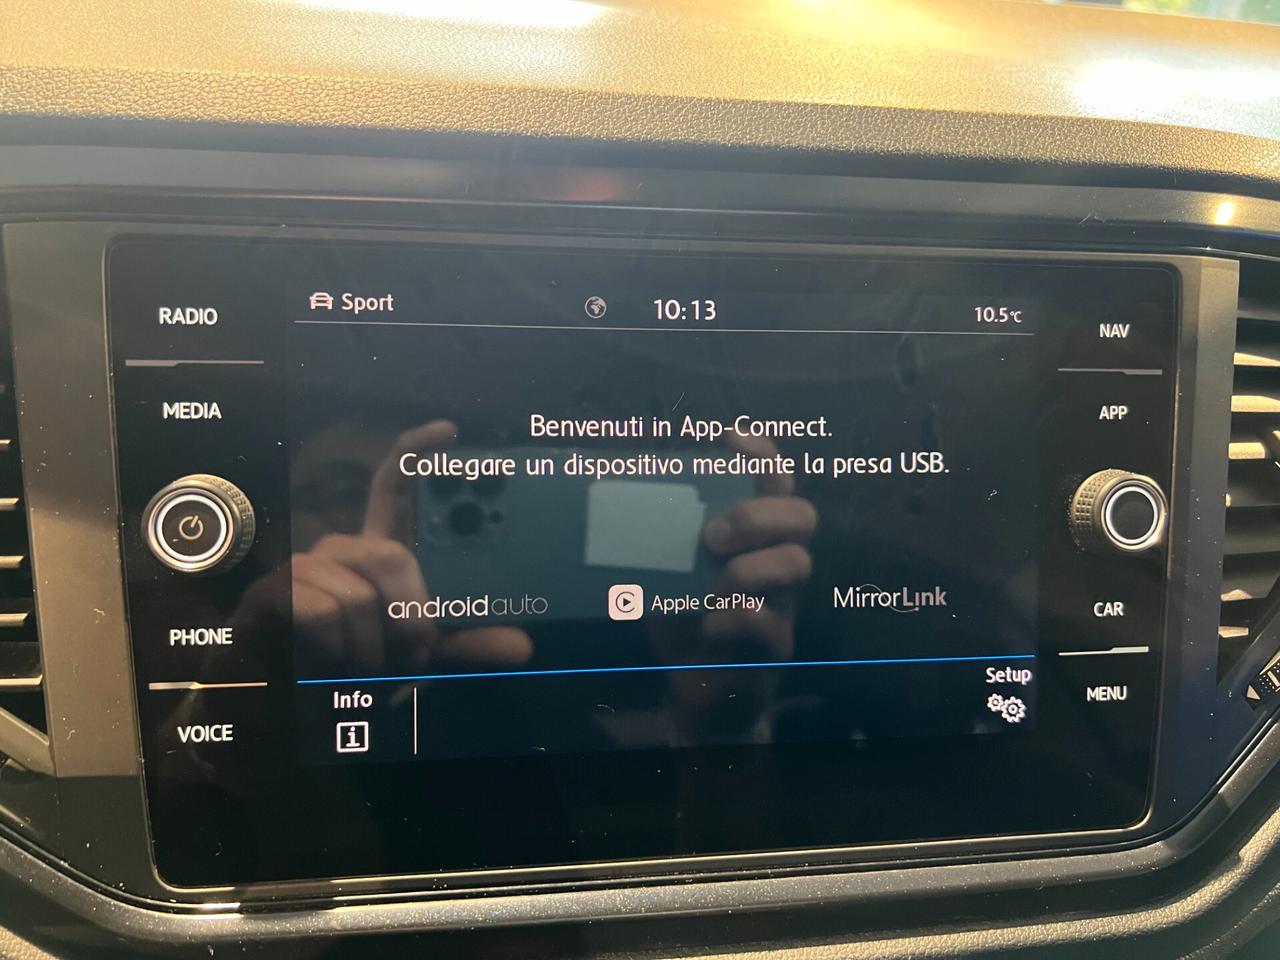 RADIO
MEDIA
PHONE
VOICE
Sport
10:13
10.5°C
Benvenuti in App-Connect.
Collegare un dispositivo mediante la presa USB.
androidauto
Apple CarPlay
MirrorLink
Info
i
Setup
NAV
APP
CAR
MENU